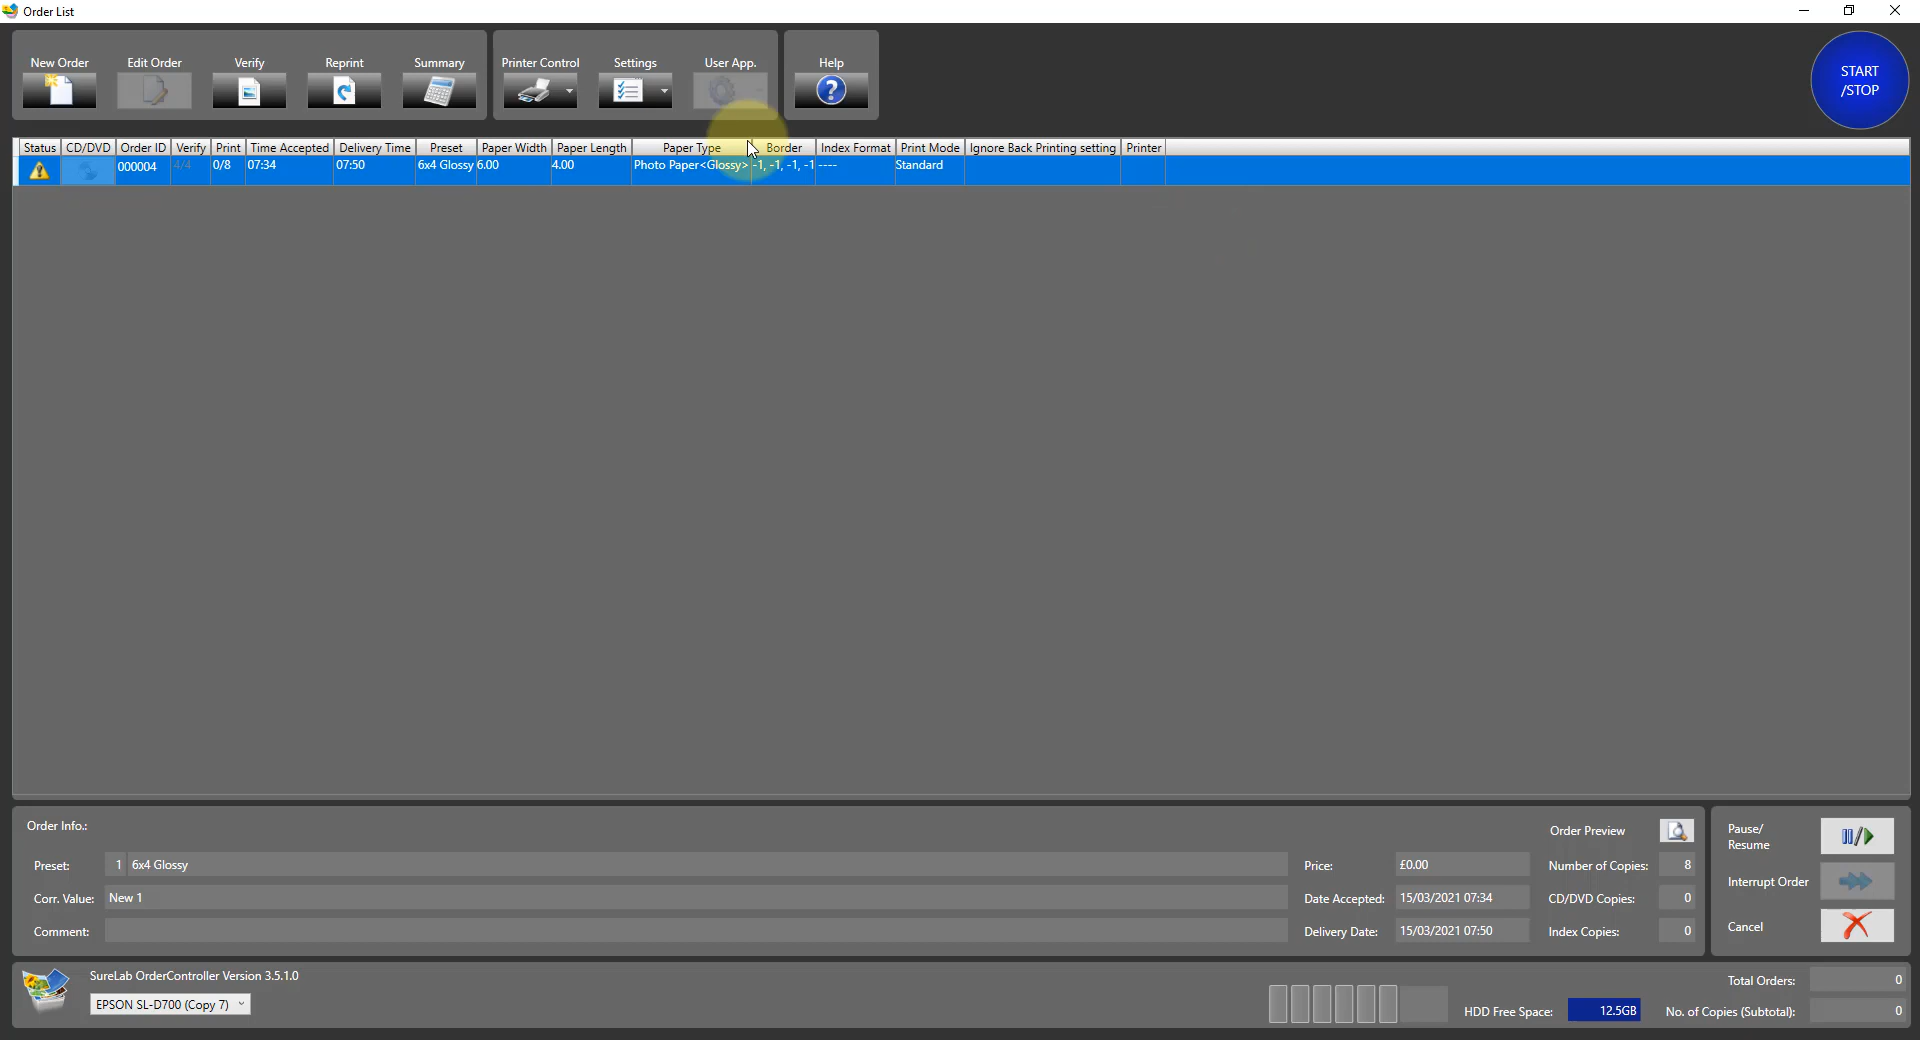 Order List
New Order Edit Order Verify Reprint Summary Printer Control Settings User App. Help
START
/STOP
Status CD/DVD Order ID Verify Print Time Accepted Delivery Time Preset Paper Width Paper Length Paper Type Border Index Format Print Mode Ignore Back Printing setting Printer
000004 4/4 0/8 07:34 07:50 6x4 Glossy 6.00 4.00 Photo Paper<Glossy> -1, -1, -1, -1 ---- Standard
Order Info.:
Order Preview
Pause/
Resume
Preset: 1 6x4 Glossy Price: £0.00 Number of Copies: 8
Interrupt Order
Corr. Value: New 1 Date Accepted: 15/03/2021 07:34 CD/DVD Copies: 0
Comment: Delivery Date: 15/03/2021 07:50 Index Copies: 0
Cancel
SureLab OrderController Version 3.5.1.0
Total Orders: 0
EPSON SL-D700 (Copy 7)
HDD Free Space: 12.5GB No. of Copies (Subtotal): 0